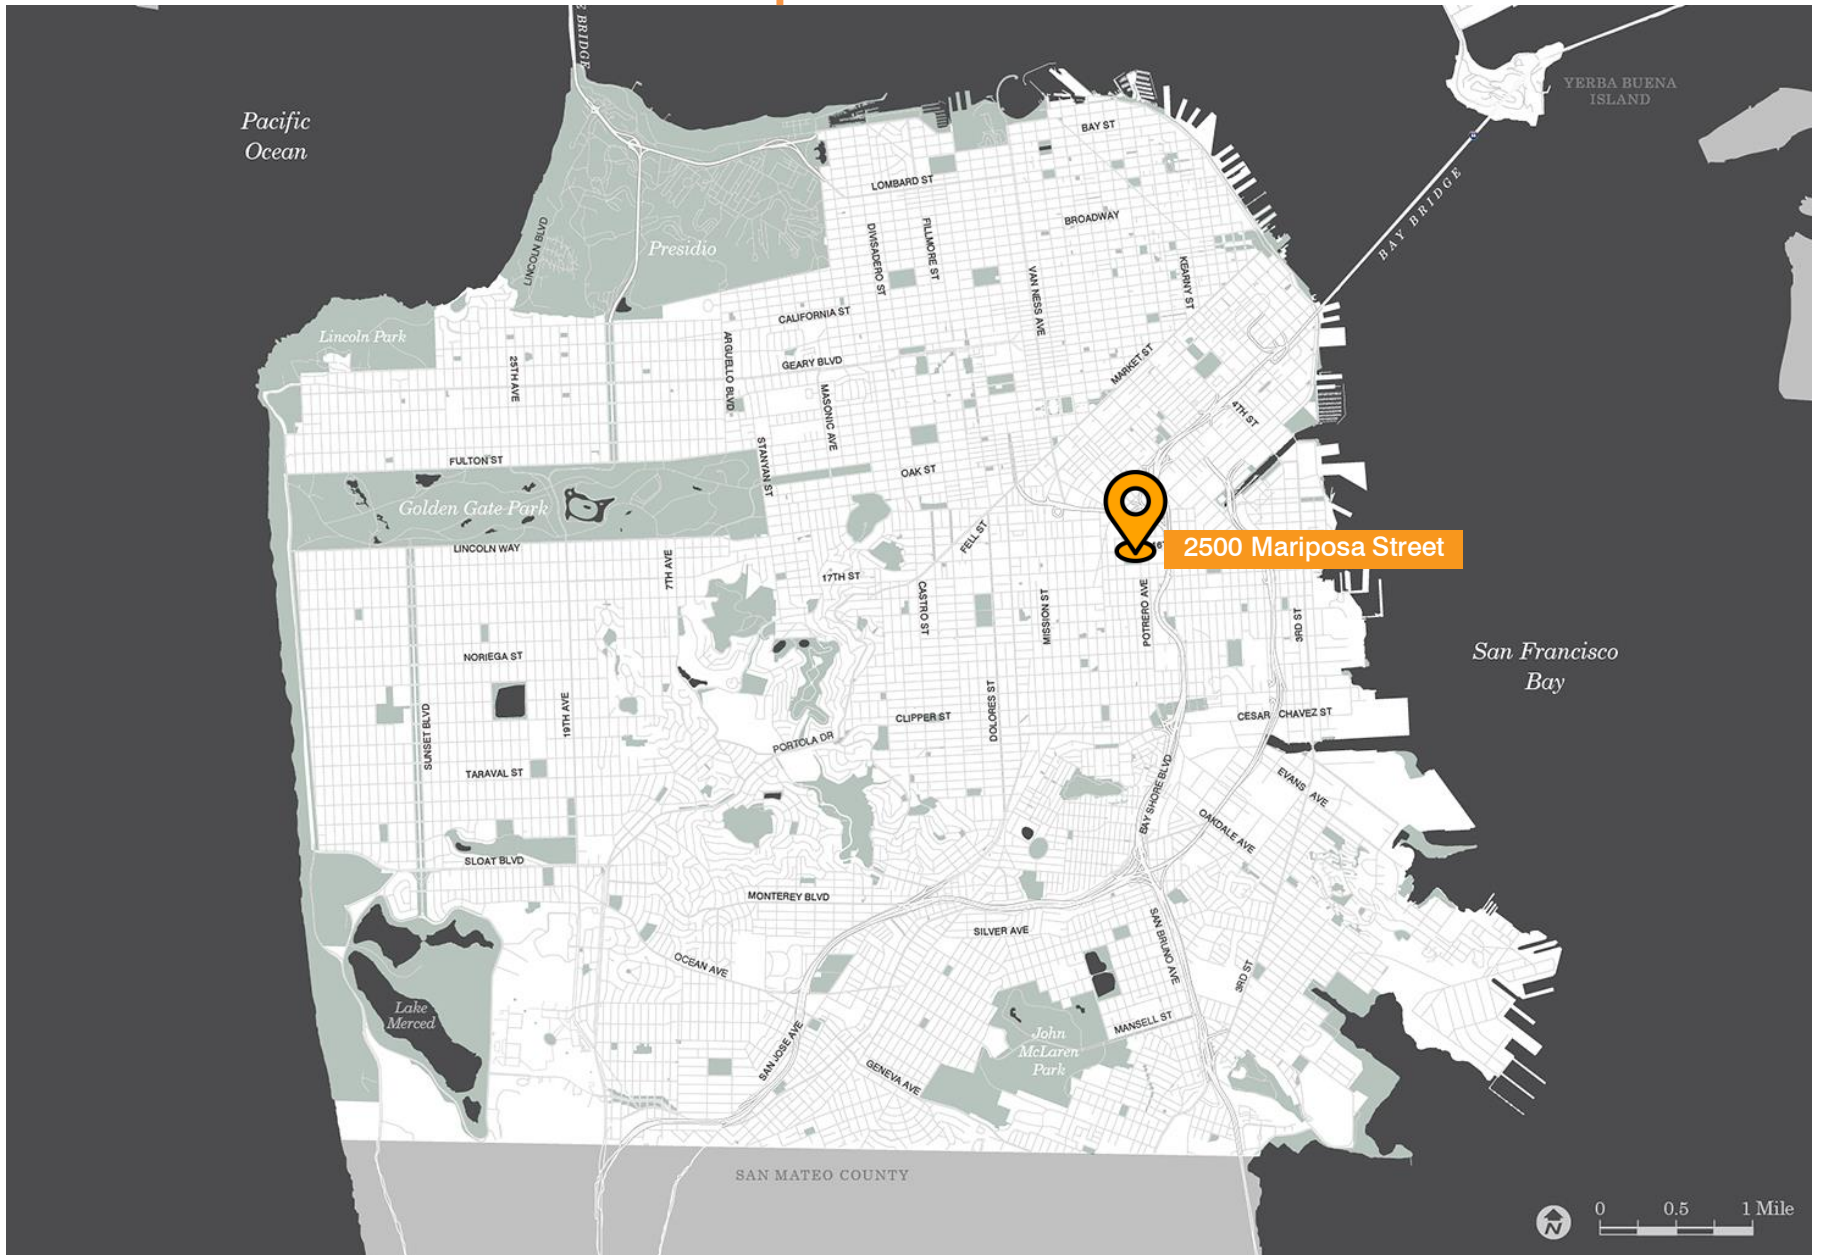 BRIDGE
YERBA BUENA
ISLAND
Pacific
Ocean
BAY ST
LOMBARD ST
BROADWAY
BAY BRIDGE
LINCOLN BLVD
Presidio
DIVISADERO ST
FILLMORE ST
VAN NESS AVE
KEARNY ST
CALIFORNIA ST
Lincoln Park
25TH AVE
ARGUELLO BLVD
GEARY BLVD
MARKET ST
MASONIC AVE
4TH ST
FULTON ST
STANYAN ST
OAK ST
Golden Gate Park
LINCOLN WAY
FELL ST
2500 Mariposa Street
7TH AVE
17TH ST
CASTRO ST
MISSION ST
POTRERO AVE
3RD ST
NORIEGA ST
San Francisco
Bay
SUNSET BLVD
19TH AVE
CLIPPER ST
DOLORES ST
CESAR CHAVEZ ST
PORTOLA DR
TARAVAL ST
BAY SHORE BLVD
EVANS AVE
OAKDALE AVE
SLOAT BLVD
MONTEREY BLVD
SILVER AVE
SAN BRUNO AVE
OCEAN AVE
3RD ST
Lake
Merced
MANSELL ST
John
McLaren
Park
SAN JOSE AVE
GENEVA AVE
SAN MATEO COUNTY
N
0 0.5 1 Mile